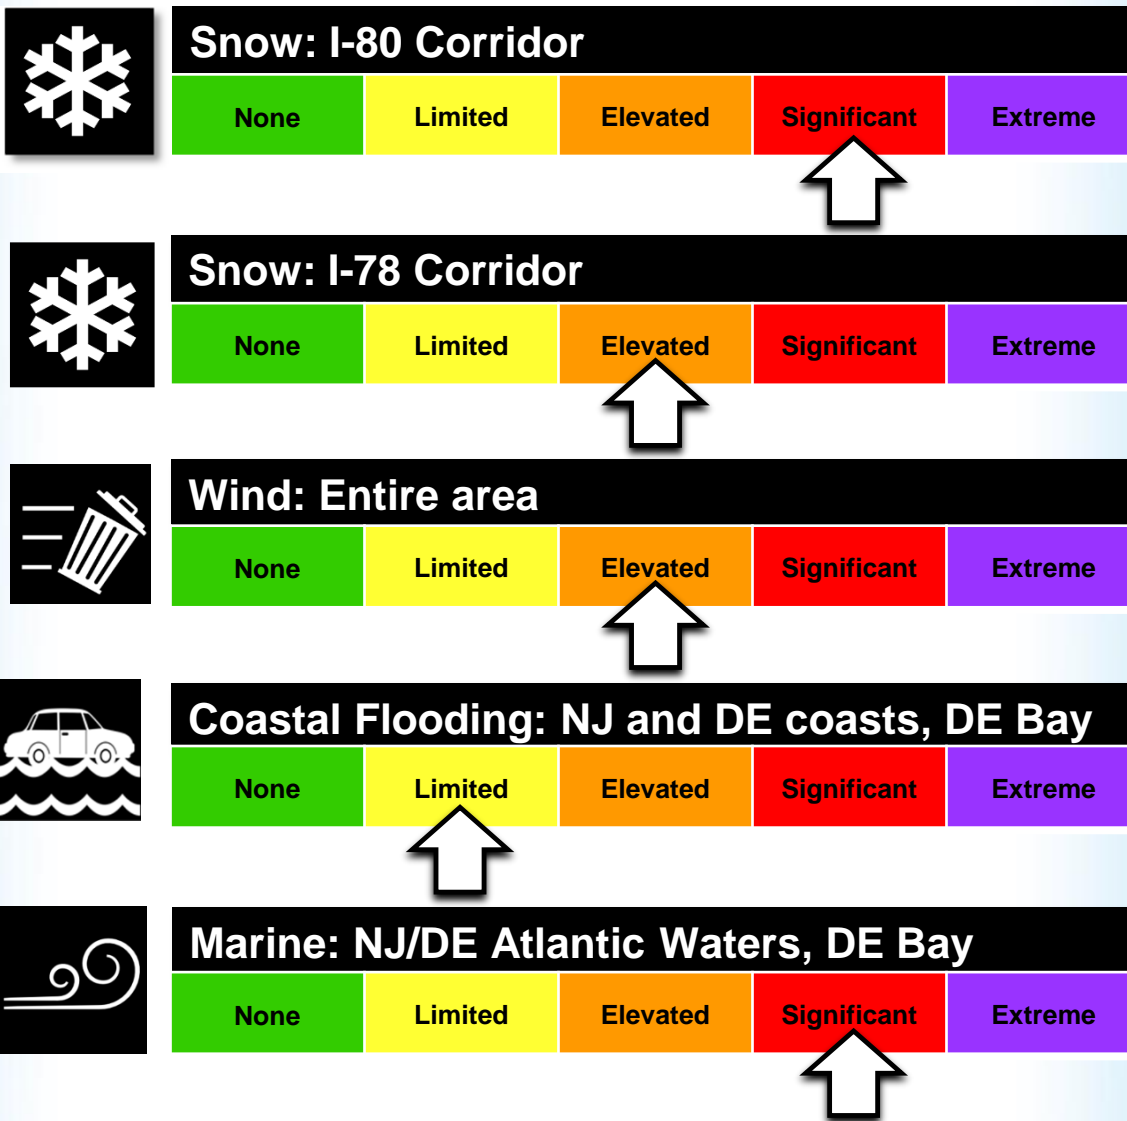 Snow: I-80 Corridor
None Limited Elevated Significant Extreme
Snow: I-78 Corridor
None Limited Elevated Significant Extreme
Wind: Entire area
None Limited Elevated Significant Extreme
Coastal Flooding: NJ and DE coasts, DE Bay
None Limited Elevated Significant Extreme
Marine: NJ/DE Atlantic Waters, DE Bay
None Limited Elevated Significant Extreme